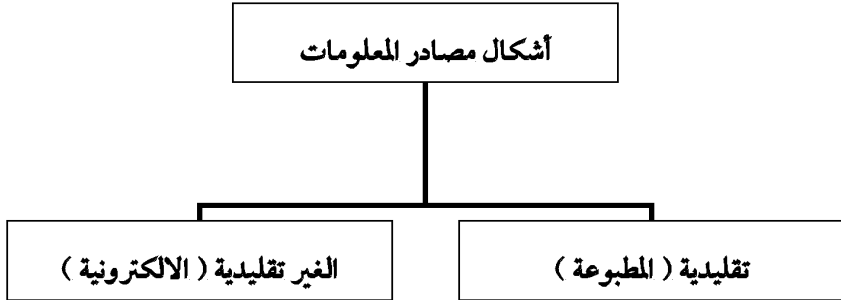 أشكال مصادر المعلومات
تقليدية ( المطبوعة )
الغير تقليدية ( الالكترونية )